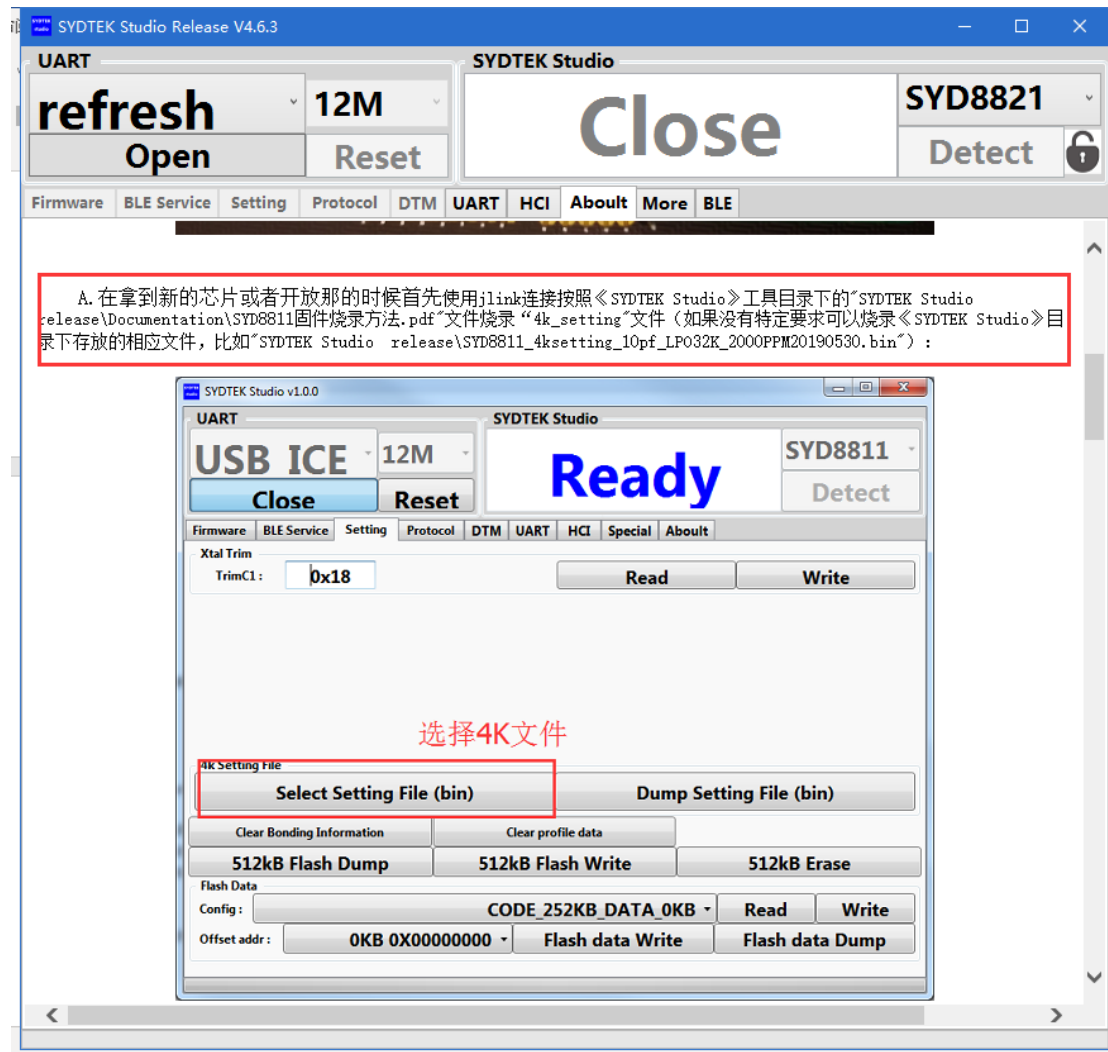 SYDTEK Studio Release V4.6.3
UART
SYDTEK Studio
refresh
12M
Close
SYD8821
Open
Reset
Detect
Firmware BLE Service Setting Protocol DTM UART HCI Aboult More BLE
A.在拿到新的芯片或者开放那的时候首先使用jlink连接按照《SYDTEK Studio》工具目录下的"SYDTEK Studio
release\Documentation\SYD8811固件烧录方法.pdf"文件烧录“4k_setting"文件（如果没有特定要求可以烧录《SYDTEK Studio》目
录下存放的相应文件，比如"SYDTEK Studio release\SYD8811_4ksetting_10pf_LPO32K_2000PPM20190530.bin"）：
SYDTEK Studio v1.0.0
UART
SYDTEK Studio
USB ICE
12M
Ready
SYD8811
Close
Reset
Detect
Firmware BLE Service Setting Protocol DTM UART HCI Special Aboult
Xtal Trim
TrimC1: 0x18 Read Write
选择4K文件
4k Setting File
Select Setting File (bin) Dump Setting File (bin)
Clear Bonding Information Clear profile data
512kB Flash Dump 512kB Flash Write 512kB Erase
Flash Data
Config: CODE_252KB_DATA_0KB Read Write
Offset addr: 0KB 0X00000000 Flash data Write Flash data Dump